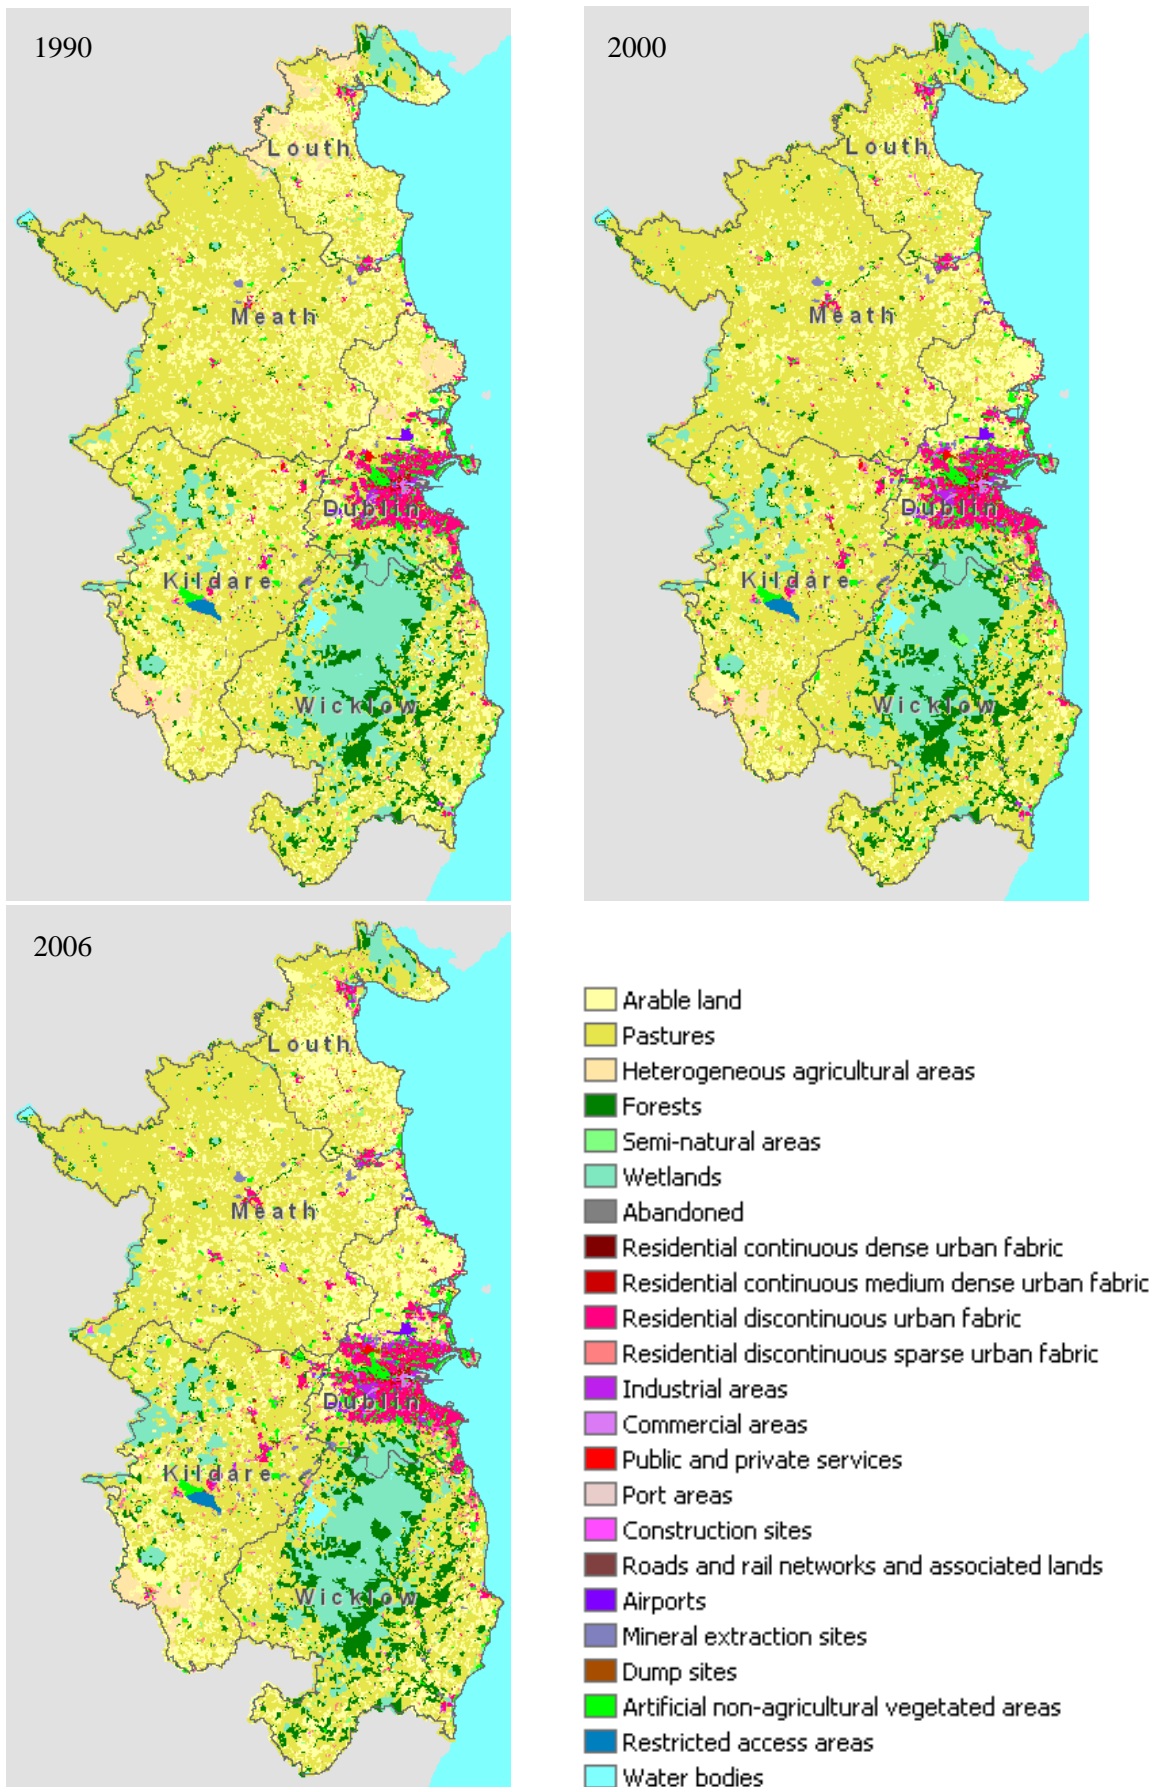 1990
Louth
Meath
Dublin
Kildare
Wicklow
2000
Louth
Meath
Dublin
Kildare
Wicklow
2006
Louth
Meath
Dublin
Kildare
Wicklow
Arable land
Pastures
Heterogeneous agricultural areas
Forests
Semi-natural areas
Wetlands
Abandoned
Residential continuous dense urban fabric
Residential continuous medium dense urban fabric
Residential discontinuous urban fabric
Residential discontinuous sparse urban fabric
Industrial areas
Commercial areas
Public and private services
Port areas
Construction sites
Roads and rail networks and associated lands
Airports
Mineral extraction sites
Dump sites
Artificial non-agricultural vegetated areas
Restricted access areas
Water bodies